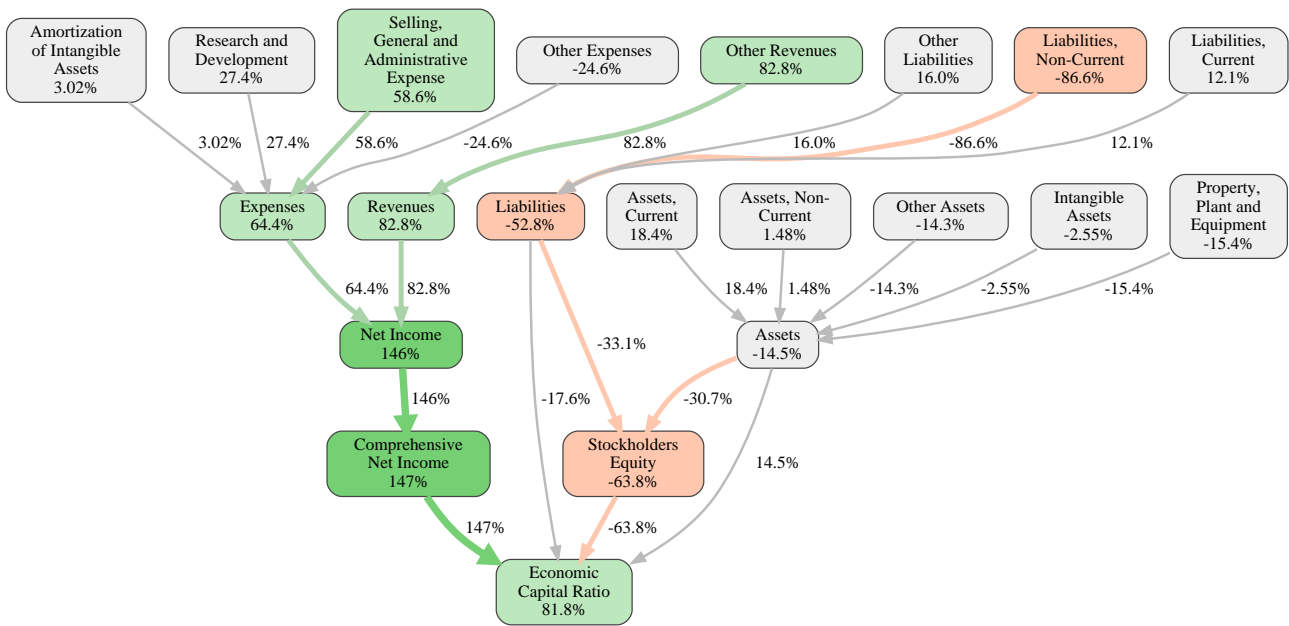 Amortization
of Intangible
Assets
3.02%
Research and
Development
27.4%
Selling,
General and
Administrative
Expense
58.6%
Other Expenses
-24.6%
Other Revenues
82.8%
Other
Liabilities
16.0%
Liabilities,
Non-Current
-86.6%
Liabilities,
Current
12.1%
3.02%
27.4%
58.6%
-24.6%
82.8%
16.0%
-86.6%
12.1%
Expenses
64.4%
Revenues
82.8%
Liabilities
-52.8%
Assets,
Current
18.4%
Assets, Non-
Current
1.48%
Other Assets
-14.3%
Intangible
Assets
-2.55%
Property,
Plant and
Equipment
-15.4%
64.4%
82.8%
18.4%
1.48%
-14.3%
-2.55%
-15.4%
Net Income
146%
-33.1%
Assets
-14.5%
146%
-17.6%
-30.7%
Comprehensive
Net Income
147%
Stockholders
Equity
-63.8%
14.5%
147%
-63.8%
Economic
Capital Ratio
81.8%